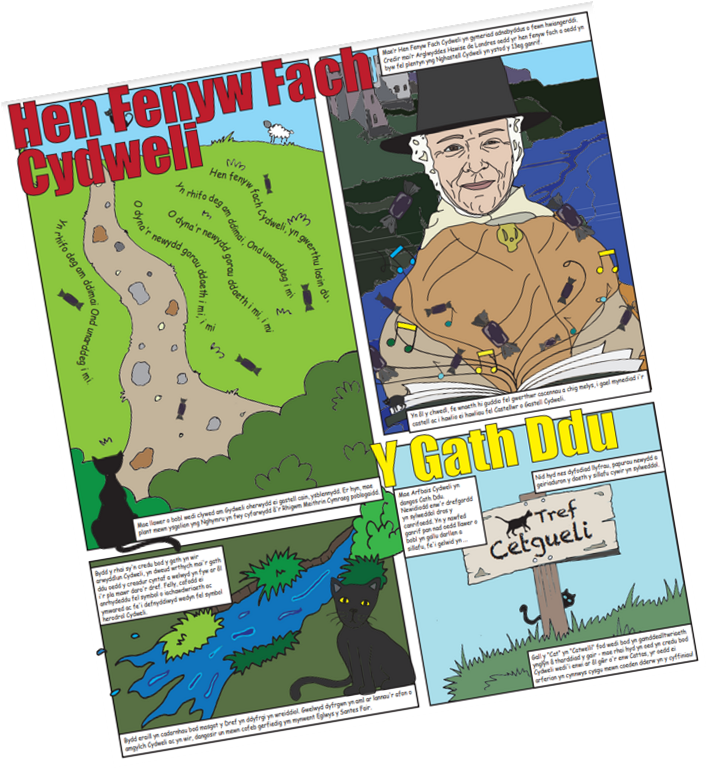 Hen Fenyw Fach
Cydweli
Hen fenyw fach Cydweli, yn gwerthu losin du,
Yn rhifo deg am ddimai, Ond unarddeg i mi
O dyna'r newydd gorau ddaeth i mi, i mi
O dyna'r newydd gorau ddaeth i mi, i mi
Yn rhifo deg am ddimai Ond unarddeg i mi.
Mae llawer o bobl wedi clywed am Gydweli oherwydd ei gastell cain, ysblennydd. Er hyn, mae
plant mewn ysgolion yng Nghymru yn fwy cyfarwydd â'r Rhigwm Meithrin Cymraeg poblogaidd.
Mae'r Hen Fenyw Fach Cydweli yn gymeriad adnabyddus o fewn hwiangerddi.
Credir mai'r Arglwyddes Hawise de Londres oedd yr hen fenyw fach a oedd yn
byw fel plentyn yng Nghastell Cydweli yn ystod y 13eg ganrif.
Yn ôl y chwedl, fe wnaeth hi guddio fel gwerthwr cacennau a chig melys, i gael mynediad i'r
castell ac i hawlio ei hawliau fel Castellwr o Gastell Cydweli.
Y Gath Ddu
Bydd y rhai sy'n credu bod y gath yn wir
arwyddlun Cydweli, yn dweud wrthych mai'r gath
ddu oedd y creadur cyntaf a welwyd yn fyw ar ôl
i'r pla mawr daro'r dref. Felly, cafodd ei
anrhydeddu fel symbol o iachawdwriaeth ac
ymwared ac fe'i defnyddiwyd wedyn fel symbol
herodrol Cydweli.
Bydd eraill yn cadarnhau bod masgot y Dref yn ddyfrgi yn wreiddiol. Gwelwyd dyfrgwn yn aml ar lannau'r afon o
amgylch Cydweli ac yn wir, dangosir un mewn cofeb gerfiedig ym mynwent Eglwys y Santes Fair.
Mae Arfbais Cydweli yn
dangos Cath Ddu.
Newidiodd enw'r drefgordd
yn sylweddol dros y
canrifoedd. Yn y nawfed
ganrif pan nad oedd llawer o
bobl yn gallu darllen a
sillafu, fe'i gelwid yn ...
Nid hyd nes dyfodiad llyfrau, papurau newydd a
geiriaduron y daeth y sillafu cywir yn sylweddol.
Tref
Cetgueli
Gall y "Cat" yn "Catwelli" fod wedi bod yn gamddealltwriaeth
ynglŷn â tharddiad y gair - mae rhai hyd yn oed yn credu bod
Cydweli wedi'i enwi ar ôl gŵr o'r enw Cattas, yr oedd ei
arferion yn cynnwys cysgu mewn coeden dderw yn y cyffiniau!